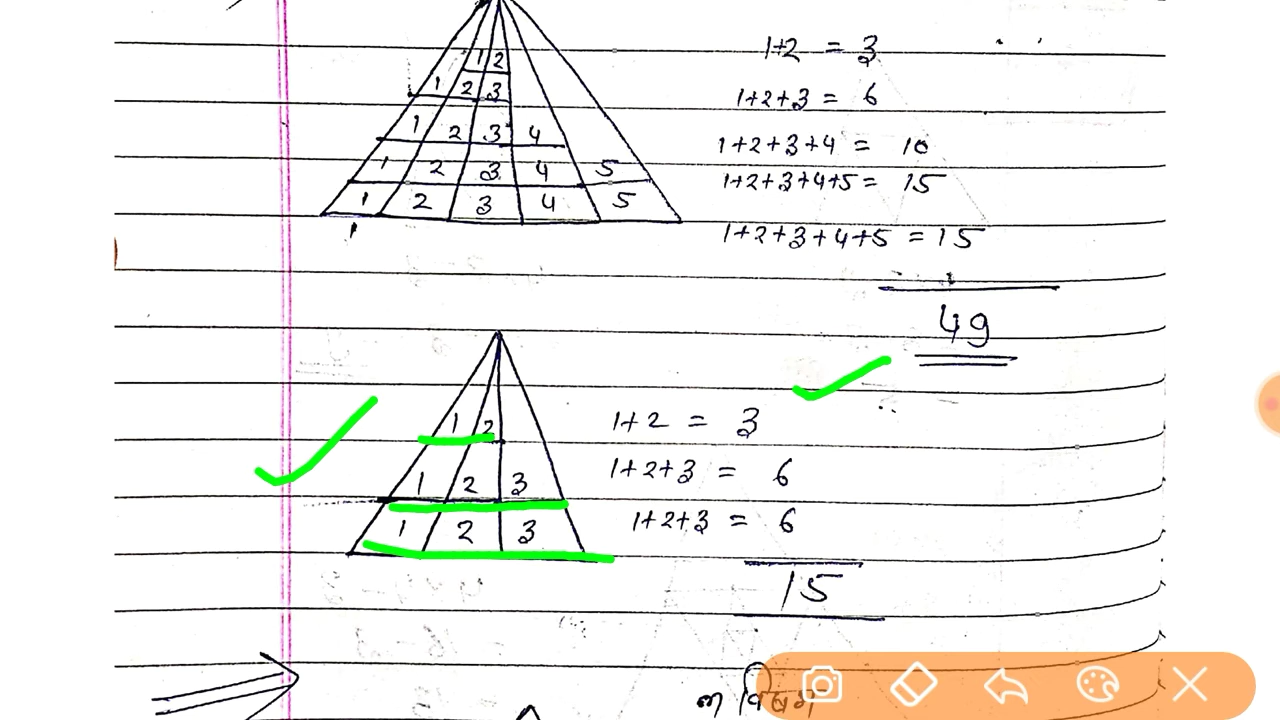 1 2
1 2 3
1 2 3 4
1 2 3 4 5
1 2 3 4 5
1
1+2 = 3
1+2+3 = 6
1+2+3+4 = 10
1+2+3+4+5 = 15
1+2+3+4+5 = 15
49
1 2
1 2 3
1 2 3
1+2 = 3
1+2+3 = 6
1+2+3 = 6
15